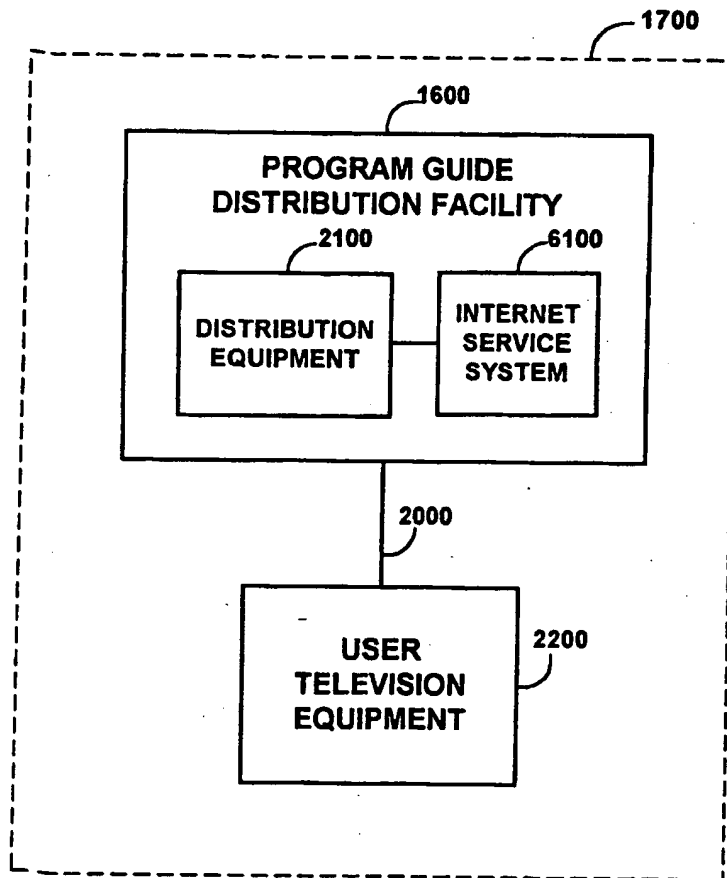 1700
1600
PROGRAM GUIDE
DISTRIBUTION FACILITY
2100
6100
DISTRIBUTION
EQUIPMENT
INTERNET
SERVICE
SYSTEM
2000
USER
TELEVISION
EQUIPMENT
2200